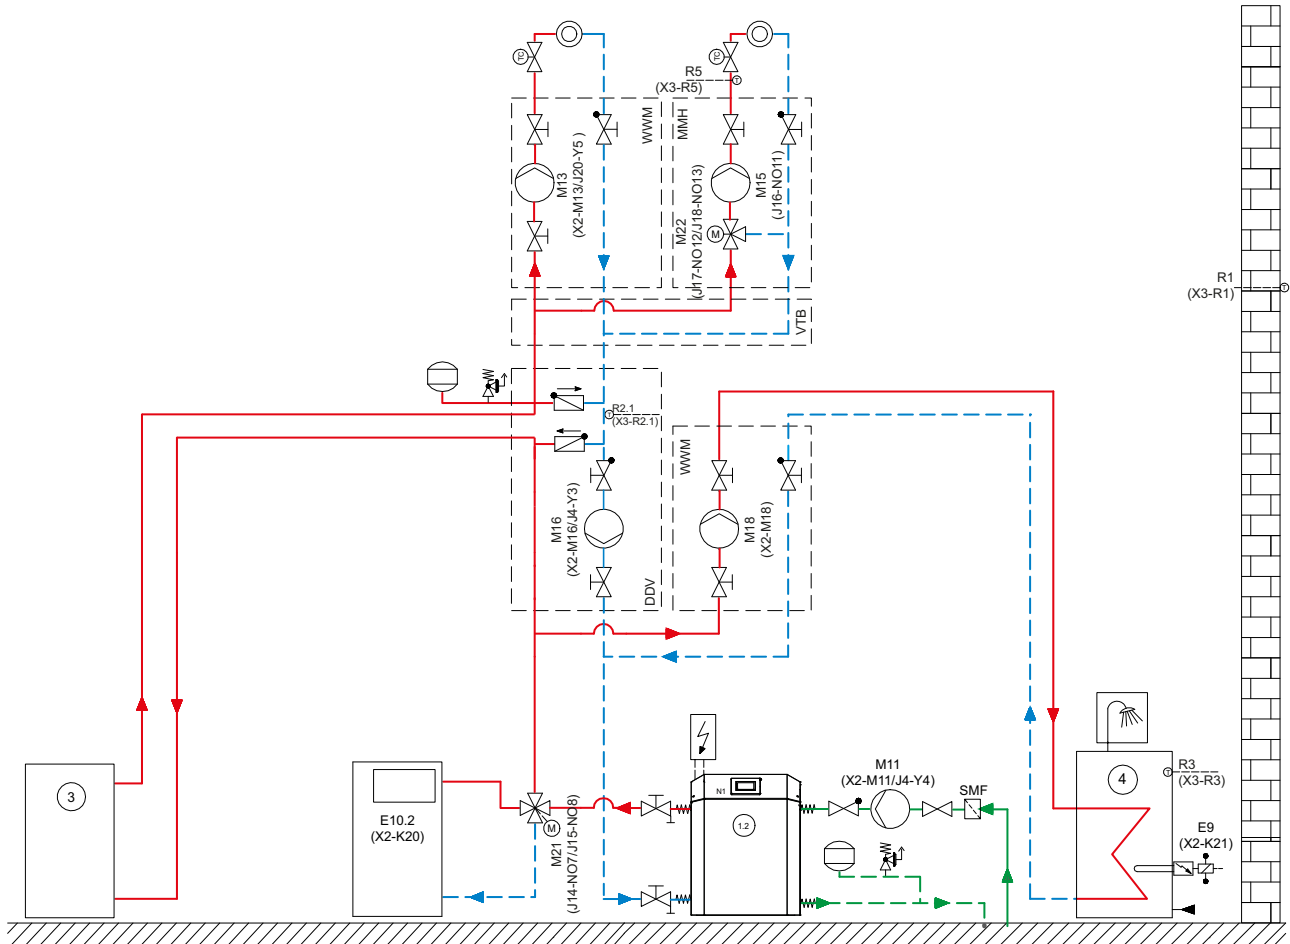 TC
TC
R5
(X3-R5)
T
WWM
MMH
M13
(X2-M13/J20-Y5 )
M15
(J16-NO11)
M22
(J17-NO12/J18-NO13)
M
R1
(X3-R1)
T
VTB
R2.1
(X3-R2.1)
T
WWM
M16
(X2-M16/J4-Y3)
M18
(X2-M18)
DDV
3
E10.2
(X2-K20)
M
M21
(J14-NO7/J15-NO8)
N1
1.2
M11
(X2-M11/J4-Y4)
SMF
4
R3
(X3-R3)
T
E9
(X2-K21)